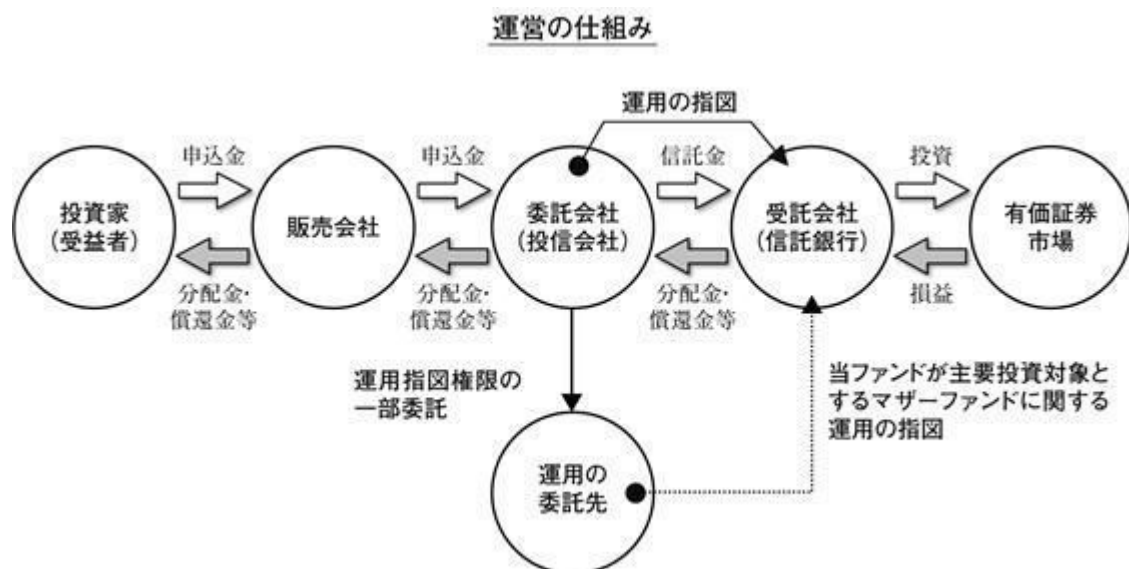 運営の仕組み
運用の指図
申込金
申込金
信託金
投資
投資家
(受益者)
販売会社
委託会社
(投信会社)
受託会社
(信託銀行)
有価証券
市場
分配金・
償還金等
分配金・
償還金等
分配金・
償還金等
損益
運用指図権限の
一部委託
当ファンドが主要投資対象と
するマザーファンドに関する
運用の指図
運用の
委託先